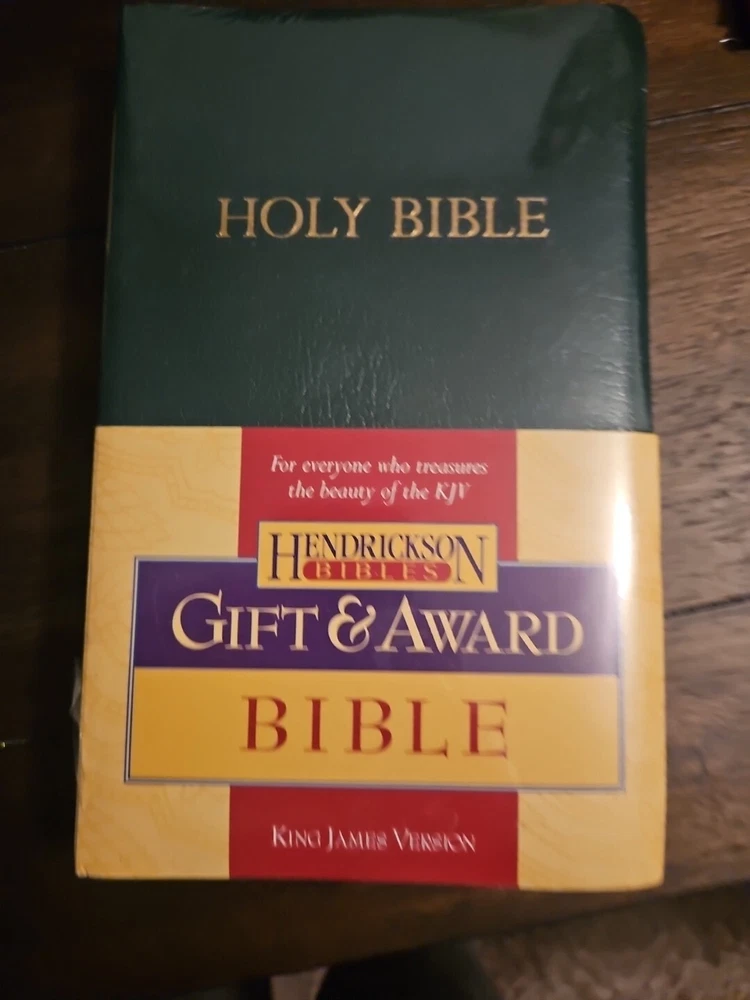 HOLY BIBLE
For everyone who treasures
the beauty of the KJV
HENDRICKSON
BIBLES
GIFT & AWARD
BIBLE
KING JAMES VERSION